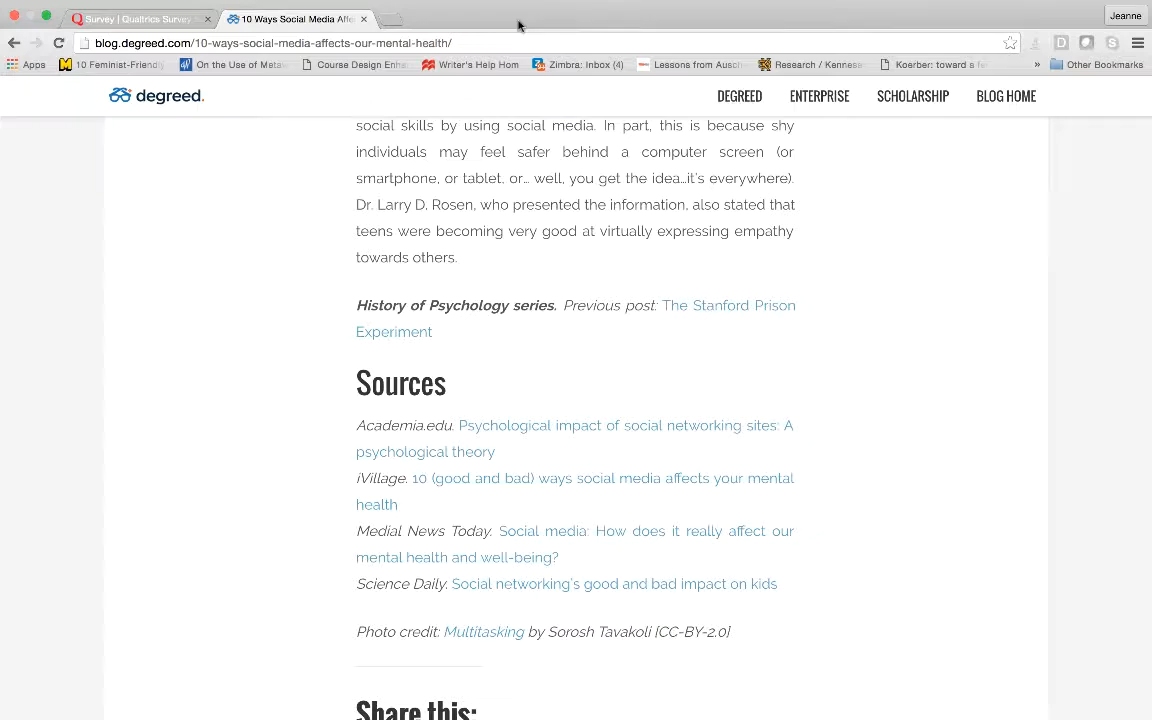 Survey | Qualtrics Survey
10 Ways Social Media Affe
Jeanne
blog.degreed.com/10-ways-social-media-affects-our-mental-health/
Apps 10 Feminist-Friendly On the Use of Meta Course Design Enha Writer's Help Hom Zimbra: Inbox (4) Lessons from Ausc Research / Kennesa Koerber: toward a fe » Other Bookmarks
degreed. DEGREED ENTERPRISE SCHOLARSHIP BLOG HOME
social skills by using social media. In part, this is because shy
individuals may feel safer behind a computer screen (or
smartphone, or tablet, or… well, you get the idea…it's everywhere).
Dr. Larry D. Rosen, who presented the information, also stated that
teens were becoming very good at virtually expressing empathy
towards others.
History of Psychology series. Previous post: The Stanford Prison
Experiment
Sources
Academia.edu. Psychological impact of social networking sites: A
psychological theory
iVillage. 10 (good and bad) ways social media affects your mental
health
Medial News Today. Social media: How does it really affect our
mental health and well-being?
Science Daily. Social networking's good and bad impact on kids
Photo credit: Multitasking by Sorosh Tavakoli [CC-BY-2.0]
Share this: